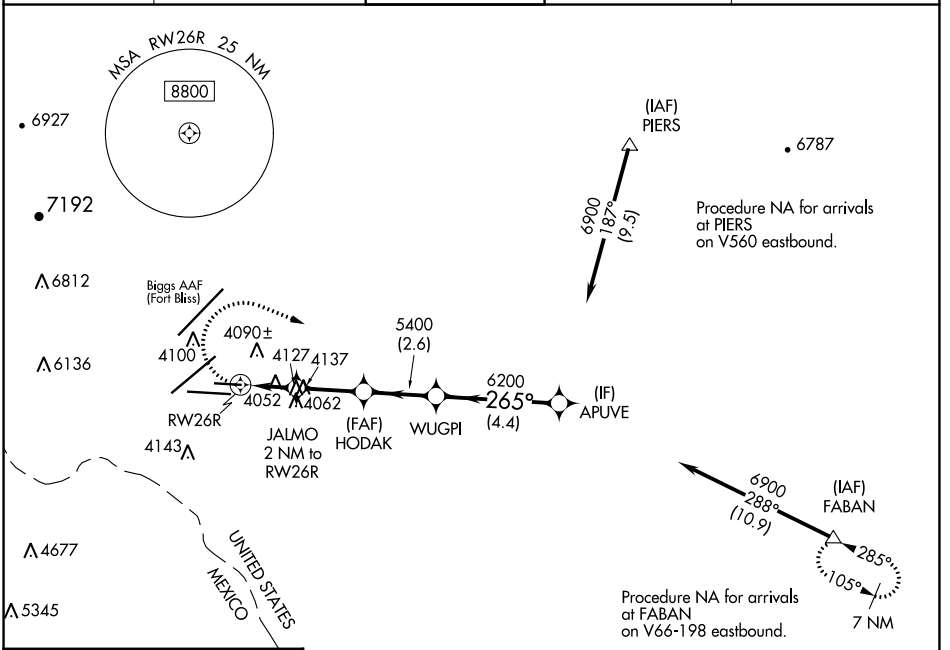 MSA RW26R 25 NM
8800
6927
7192
6812
6136
(IAF)
PIERS
6787
6900
187°
(9.5)
Procedure NA for arrivals
at PIERS
on V560 eastbound.
Biggs AAF
(Fort Bliss)
4100
4090±
4127
4137
4052
4062
RW26R
JALMO
2 NM to
RW26R
(FAF)
HODAK
5400
(2.6)
WUGPI
6200
265°
(4.4)
(IF)
APUVE
4143
4677
5345
UNITED STATES
MEXICO
6900
288°
(10.9)
(IAF)
FABAN
285°
105°
7 NM
Procedure NA for arrivals
at FABAN
on V66-198 eastbound.